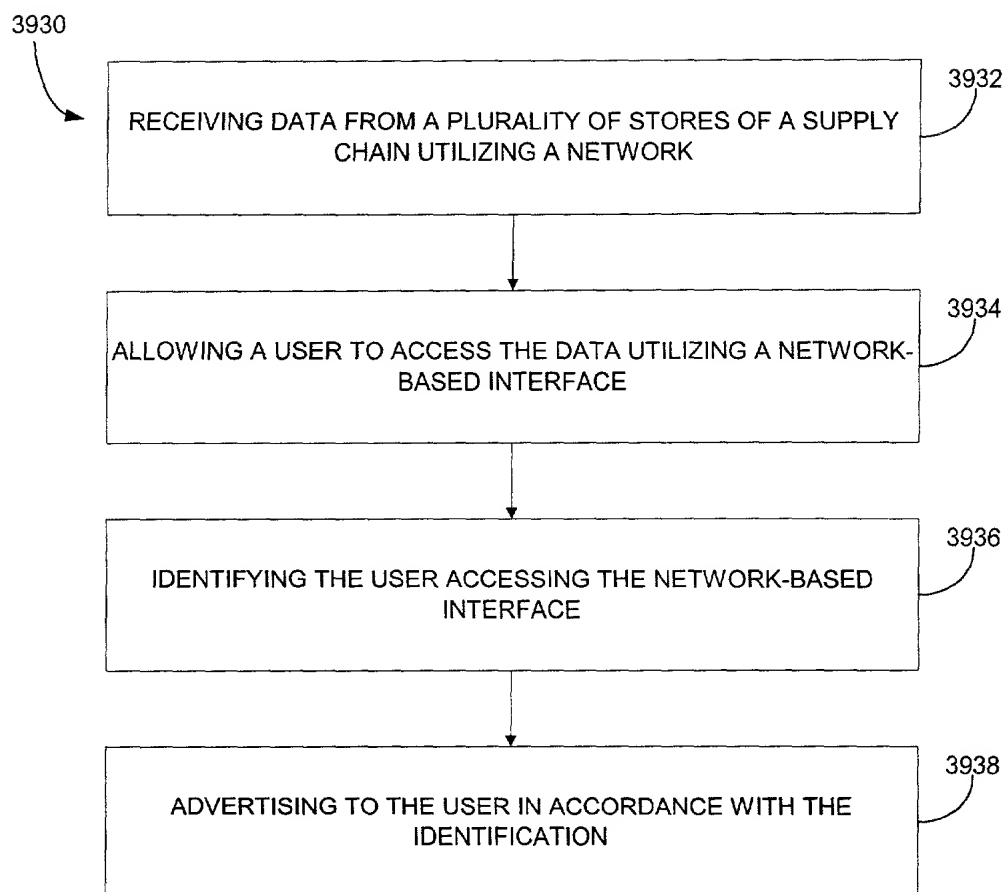 3930
3932
RECEIVING DATA FROM A PLURALITY OF STORES OF A SUPPLY
CHAIN UTILIZING A NETWORK
3934
ALLOWING A USER TO ACCESS THE DATA UTILIZING A NETWORK-
BASED INTERFACE
3936
IDENTIFYING THE USER ACCESSING THE NETWORK-BASED
INTERFACE
3938
ADVERTISING TO THE USER IN ACCORDANCE WITH THE
IDENTIFICATION